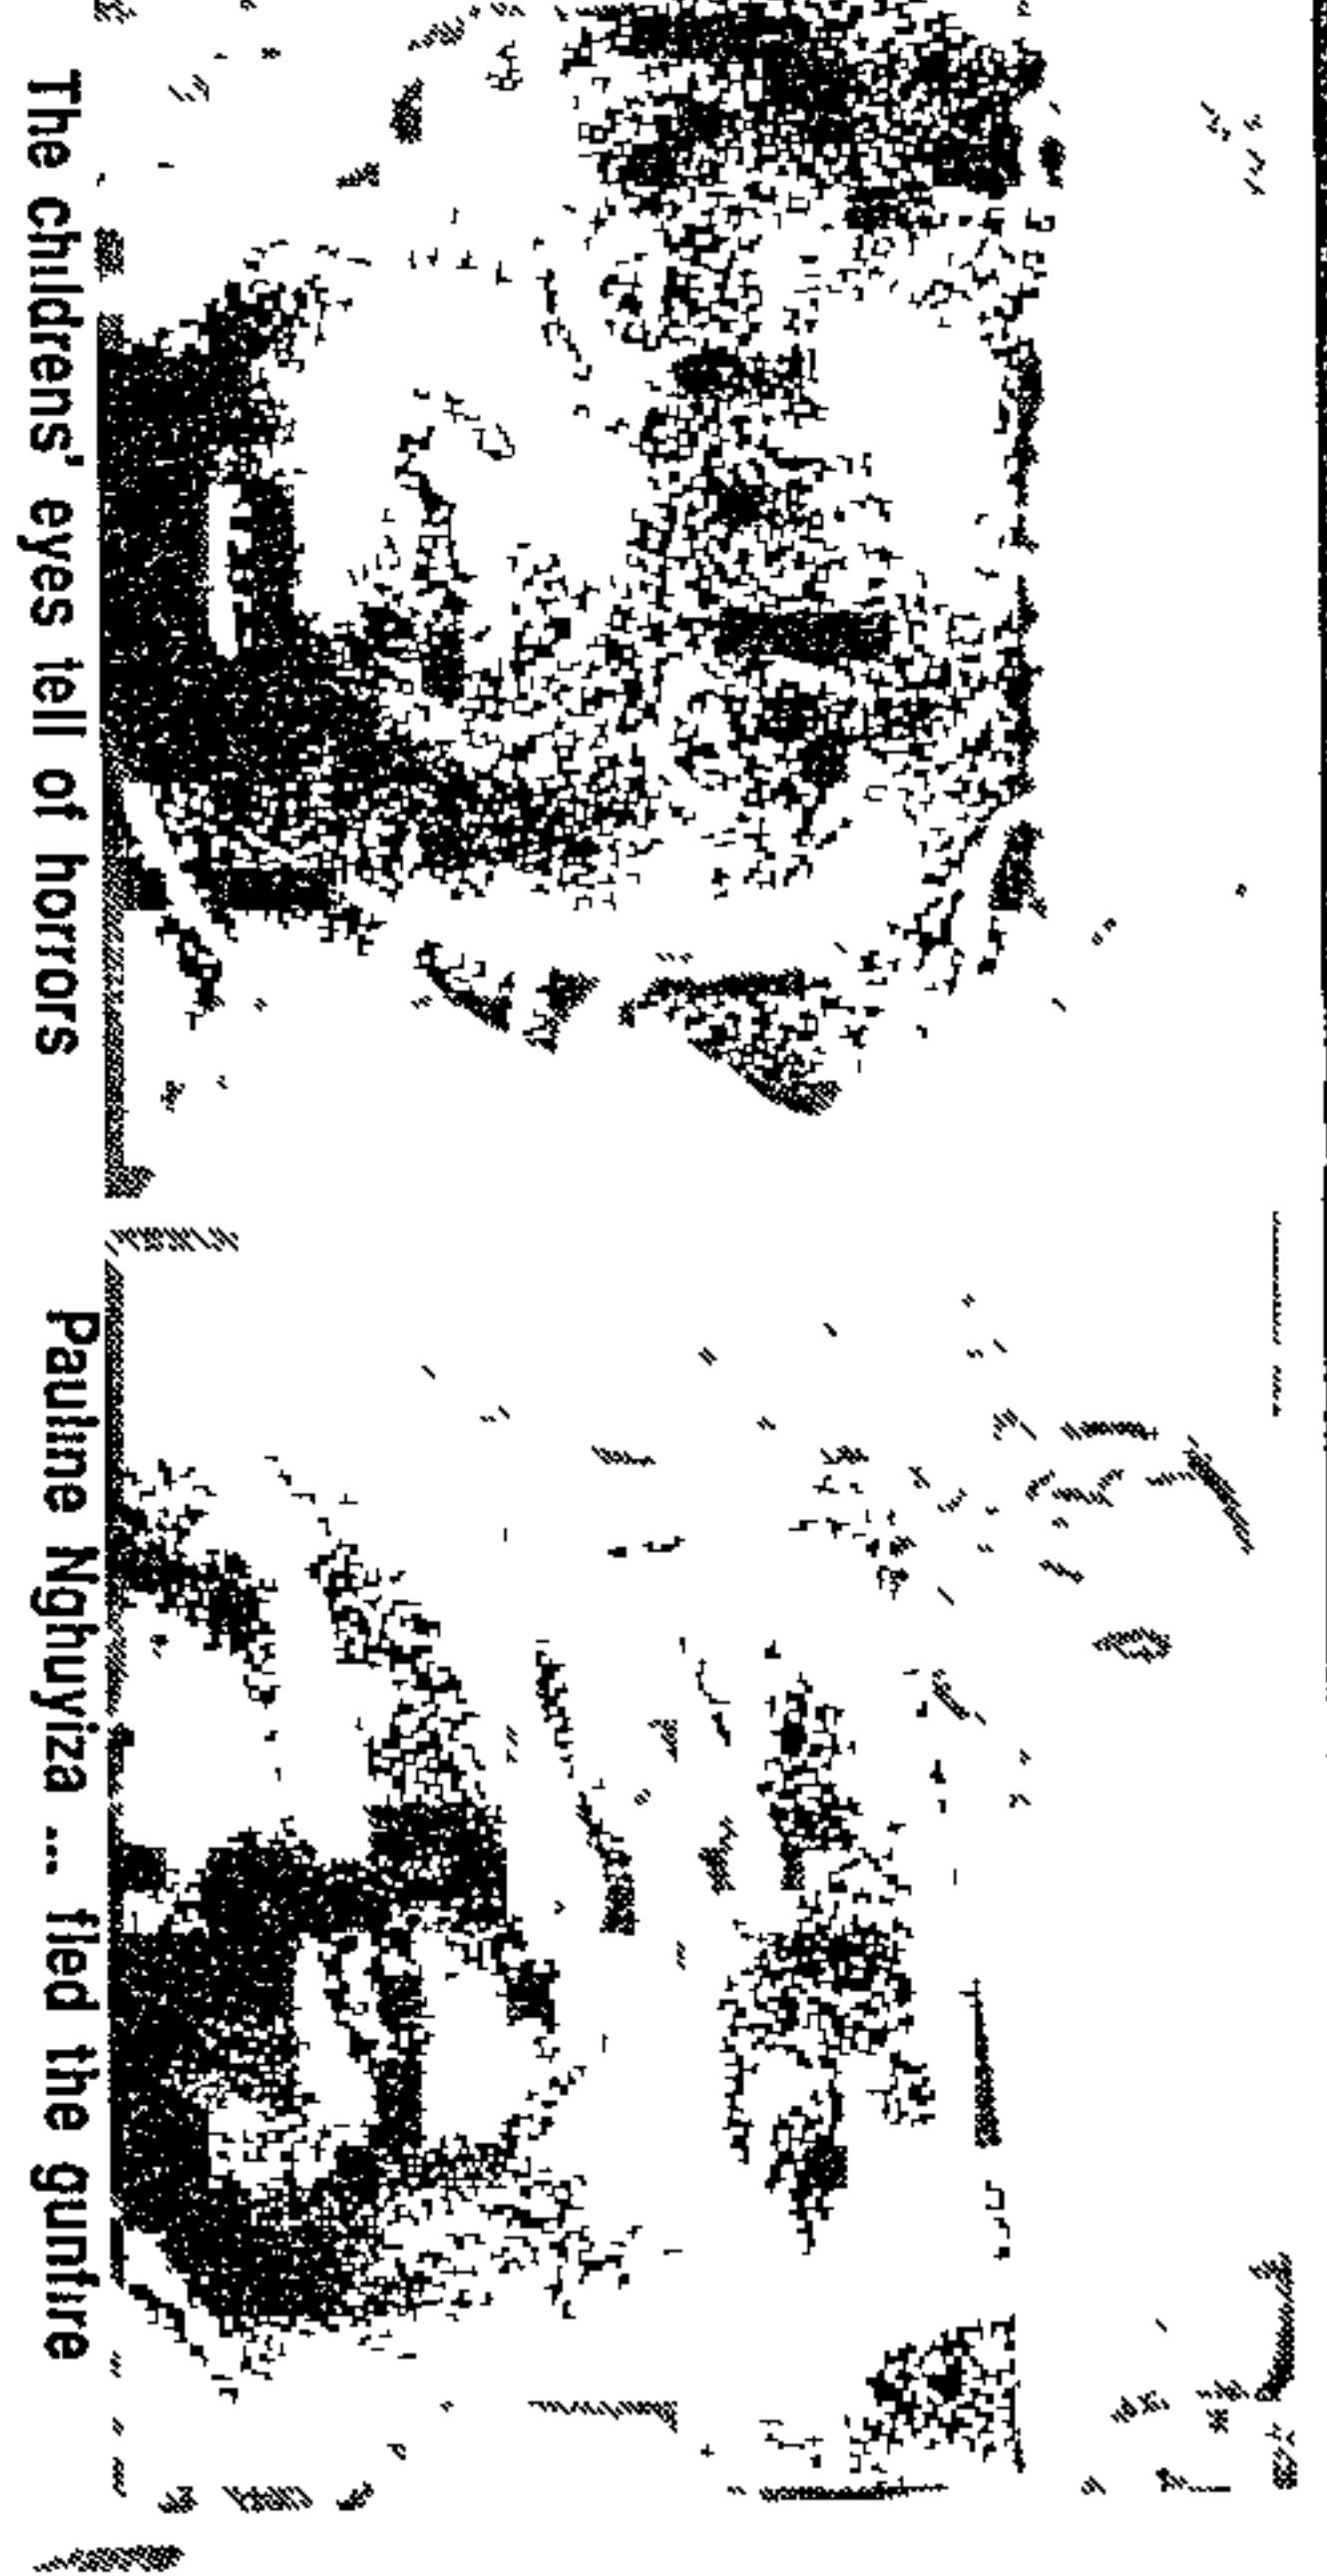 The childrens' eyes tell of horrors
Pauline Nghuyiza ... fled the gunfire